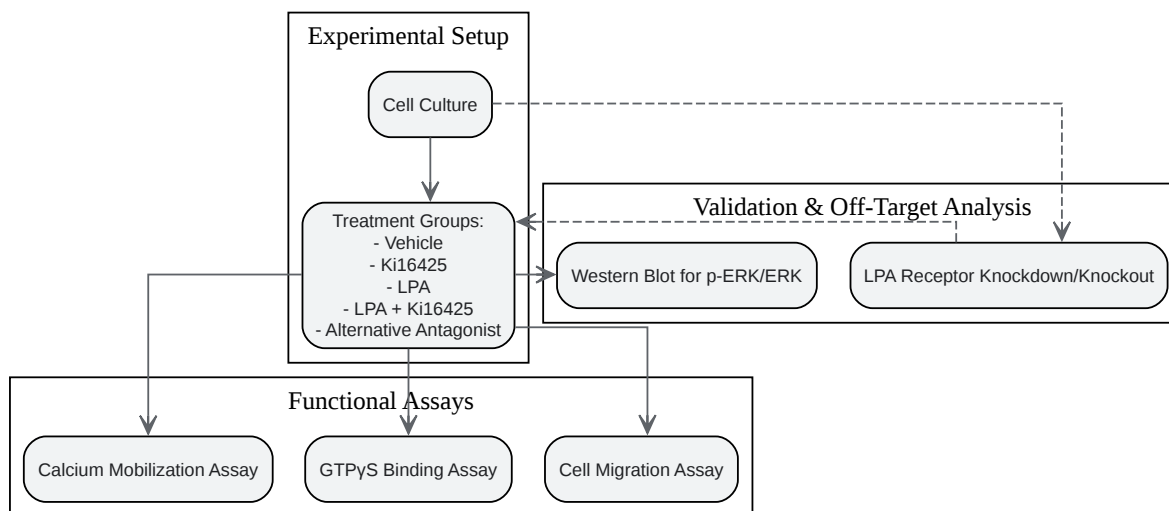 Experimental Setup
Cell Culture
Treatment Groups:
- Vehicle
- Ki16425
- LPA
- LPA + Ki16425
- Alternative Antagonist
Validation & Off-Target Analysis
Western Blot for p-ERK/ERK
LPA Receptor Knockdown/Knockout
Functional Assays
Calcium Mobilization Assay
GTPγS Binding Assay
Cell Migration Assay